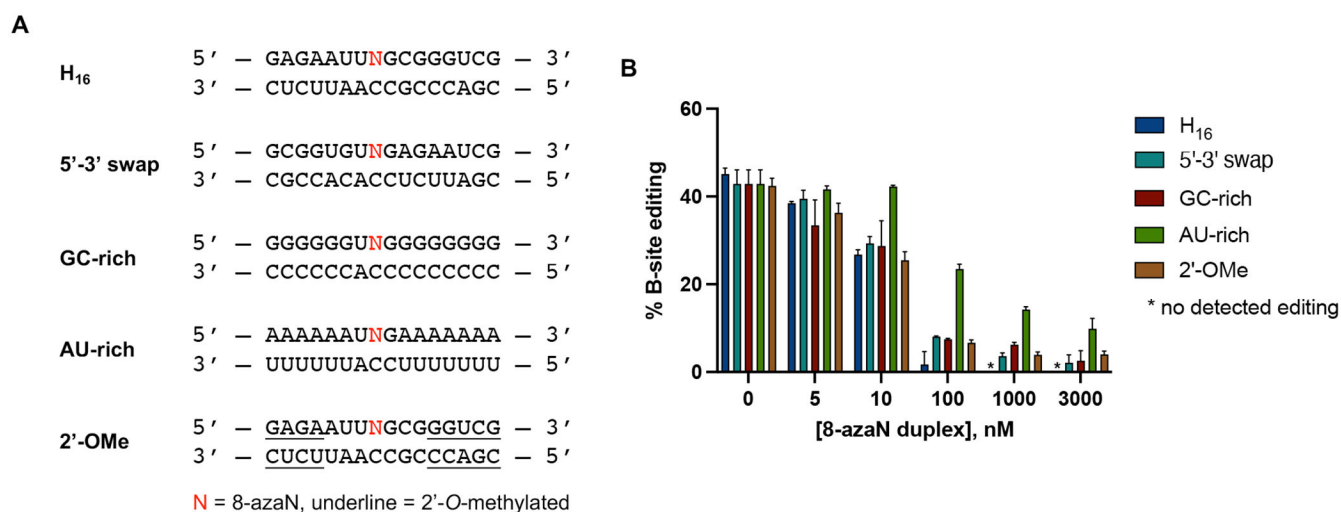 A
H16
5′ – GAGAAUUNGCGGGUCG – 3′
3′ – CUCUUAACCGCCCAGC – 5′
5’-3’ swap
5′ – GCGGUGUNGAGAAUCG – 3′
3′ – CGCCACACCUCUUAGC – 5′
GC-rich
5′ – GGGGGGUNGGGGGGGG – 3′
3′ – CCCCCCACCCCCCCCC – 5′
AU-rich
5′ – AAAAAAUNGAAAAAAA – 3′
3′ – UUUUUUACCUUUUUUU – 5′
2’-OMe
5′ – GAGAAUUNGCGGGUCG – 3′
3′ – CUCUUAACCGCCCAGC – 5′
N = 8-azaN, underline = 2’-O-methylated
B
60
40
20
0
% B-site editing
* *
0 5 10 100 1000 3000
[8-azaN duplex], nM
H16
5'-3' swap
GC-rich
AU-rich
2'-OMe
* no detected editing